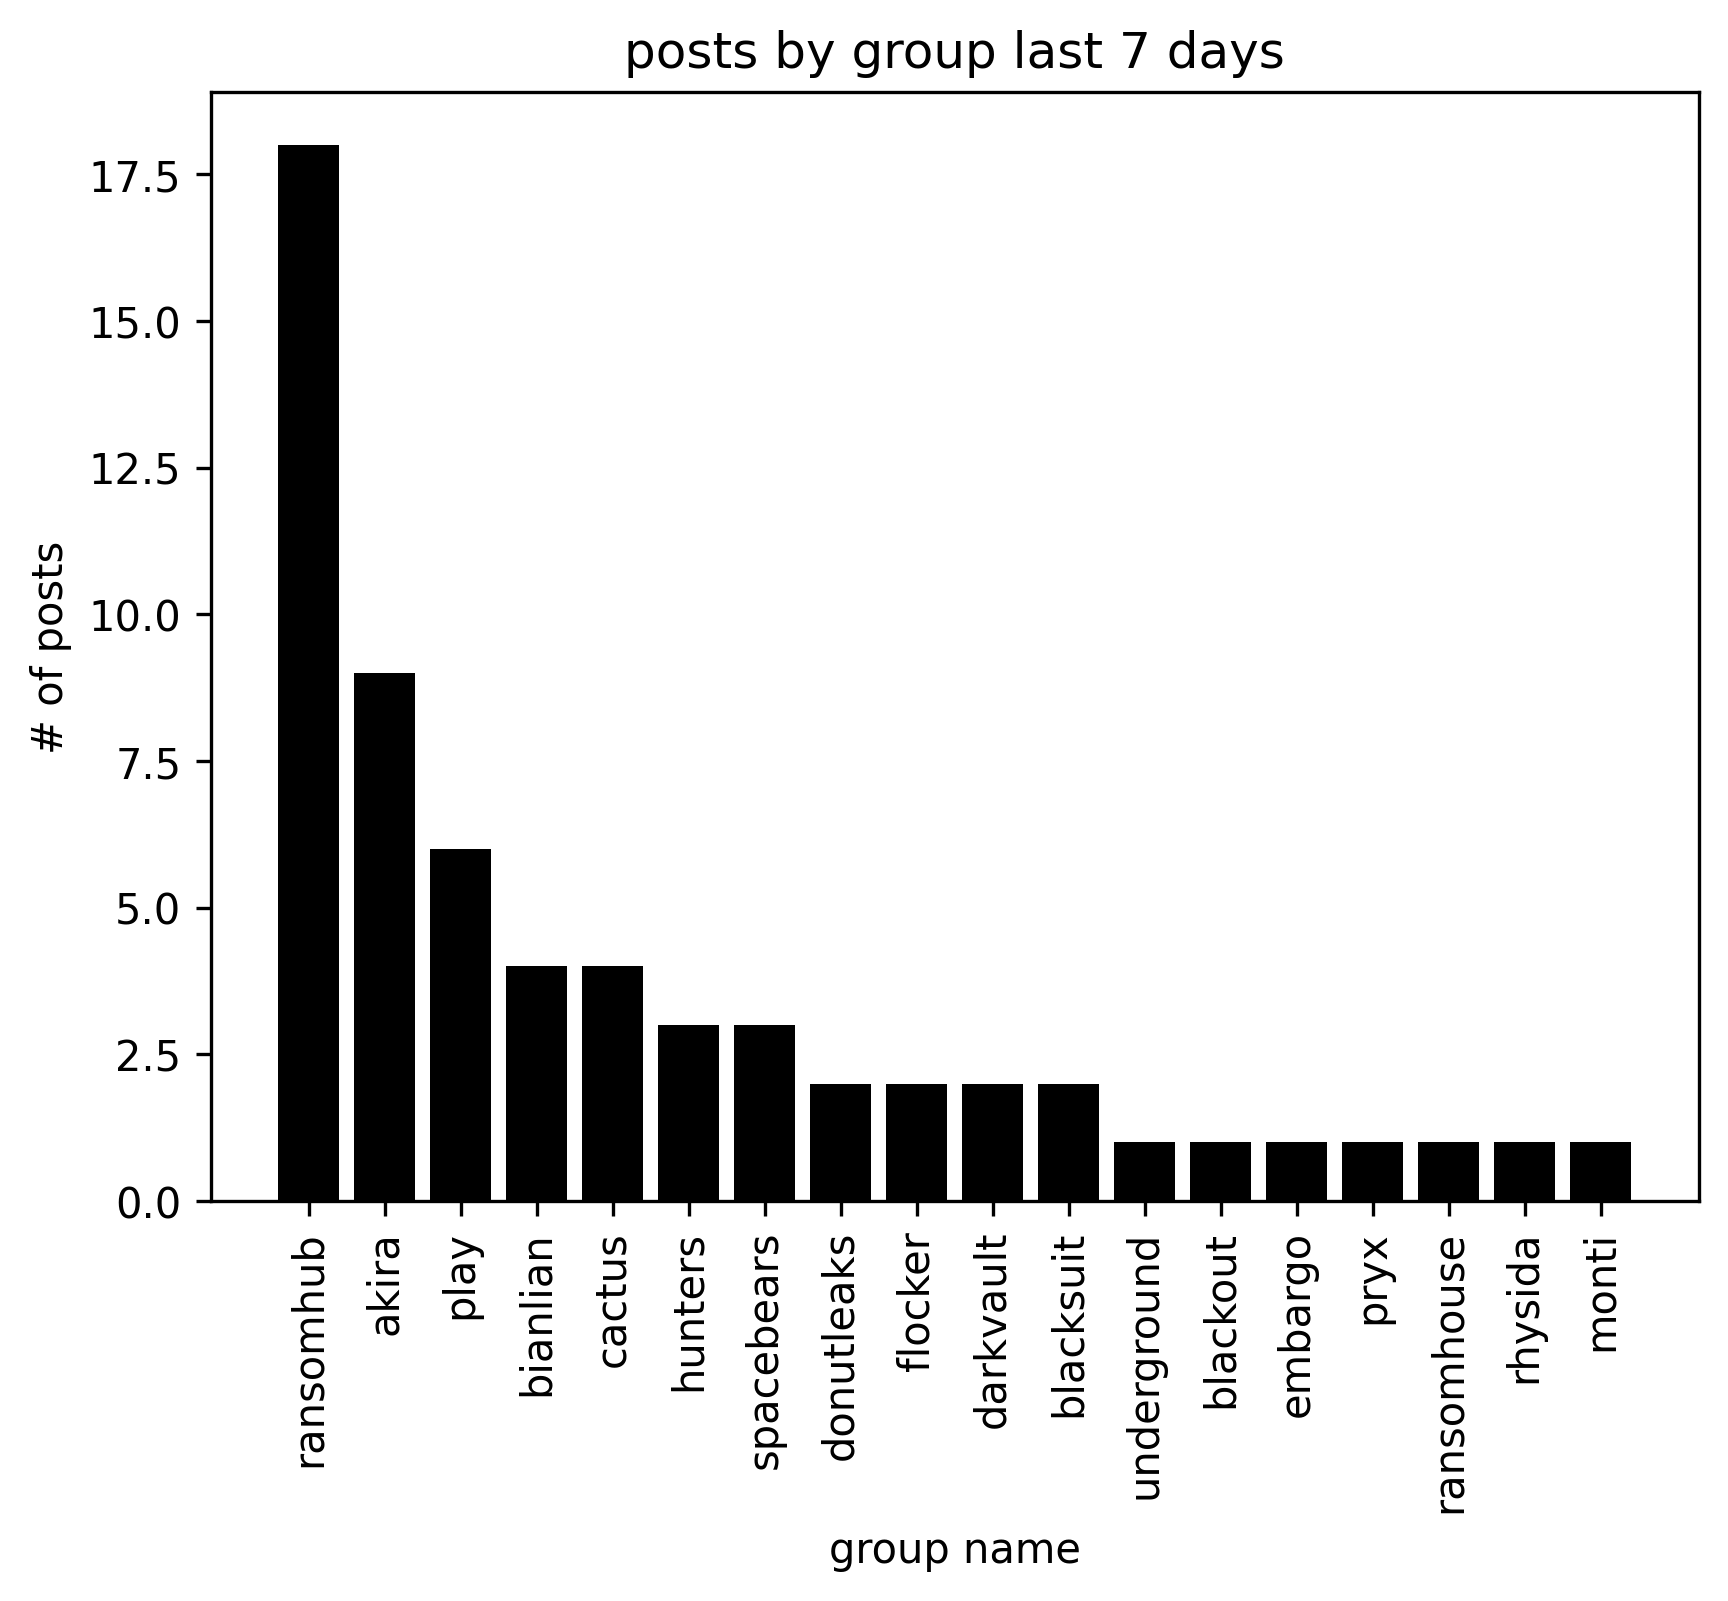 posts by group last 7 days
17.5
15.0
12.5
10.0
7.5
5.0
2.5
0.0
# of posts
ransomhub
akira
play
bianlian
cactus
hunters
spacebears
donutleaks
flocker
darkvault
blacksuit
underground
blackout
embargo
pryx
ransomhouse
rhysida
monti
group name